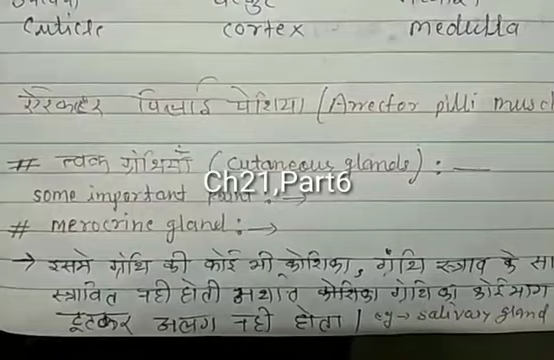 Cuticle cortex medulla
ऐरेक्टर पिलाई पेशिया (Arrector pilli muscl
# त्वक ग्रंथियाँ (cutaneous glands) : —
Ch21,Part6
some important point : →
# merocrine gland : →
→ इसमे ग्रंथि की कोई भी कोशिका, ग्रंथि स्त्राव के सा
स्त्रावित नही होती अर्थात कोशिका ग्रंथि का कोई भाग
टूटकर अलग नही होता | eg → salivary gland